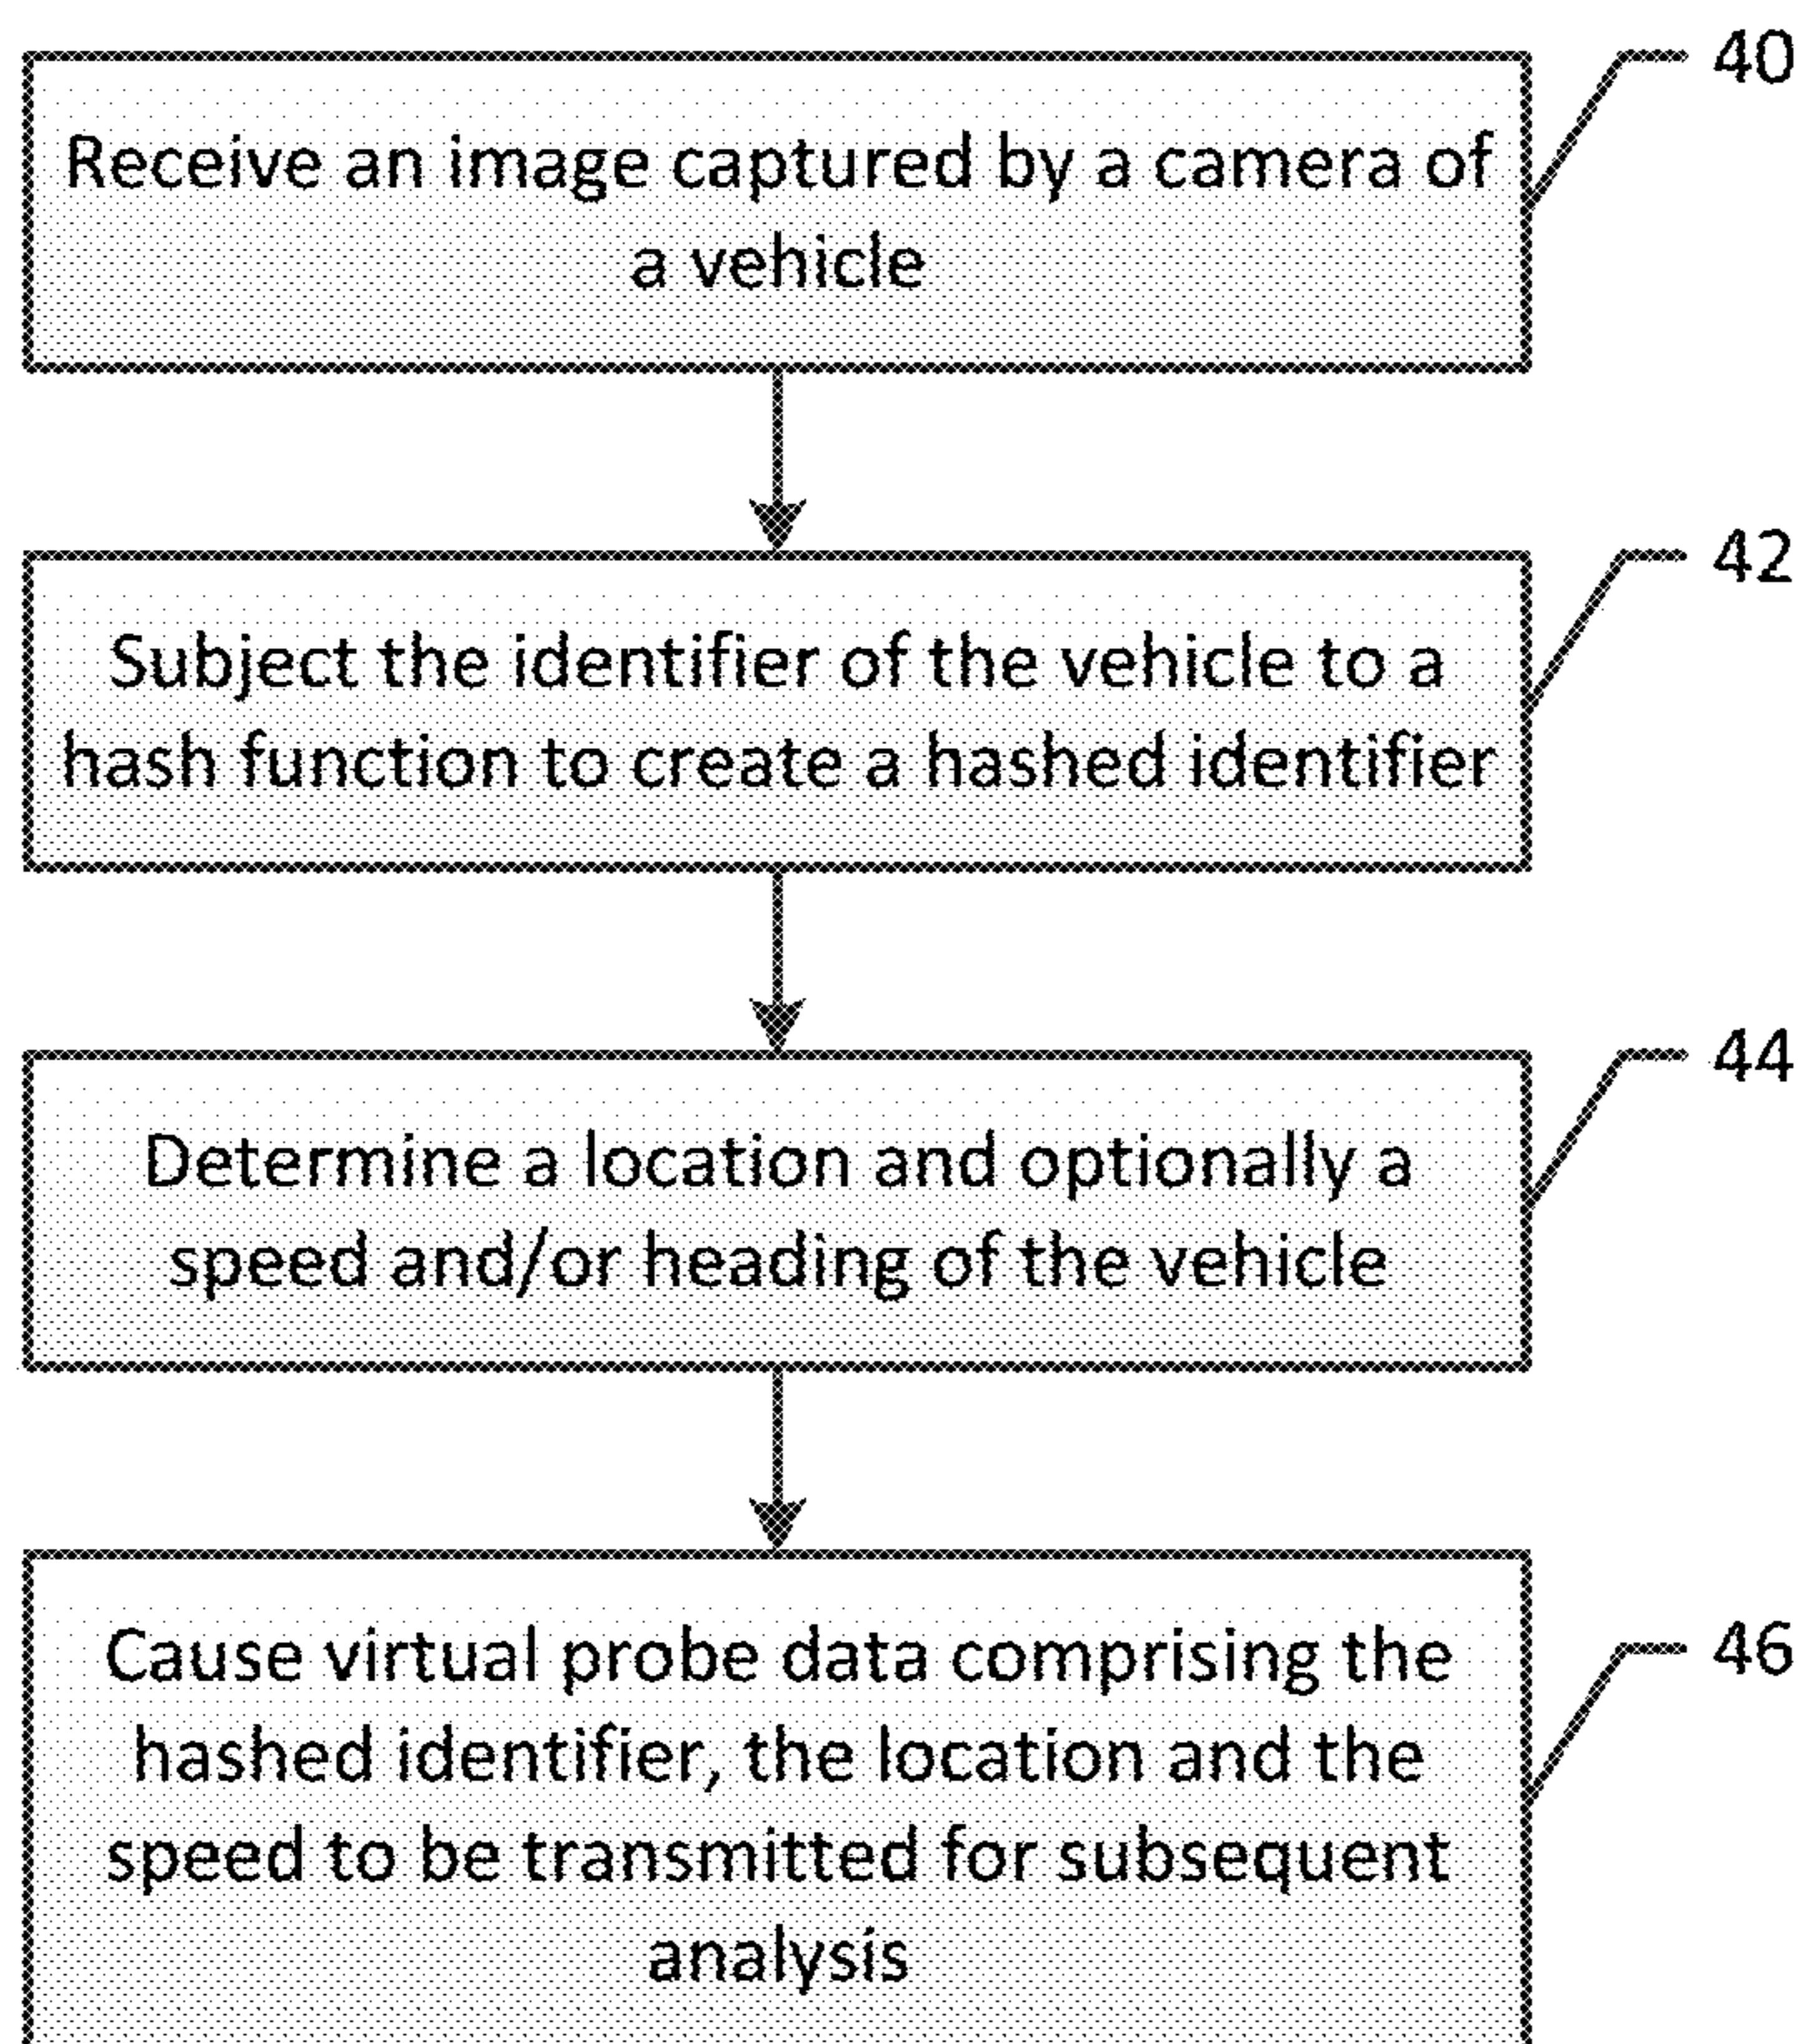 40
Receive an image captured by a camera of
a vehicle
42
Subject the identifier of the vehicle to a
hash function to create a hashed identifier
44
Determine a location and optionally a
speed and/or heading of the vehicle
46
Cause virtual probe data comprising the
hashed identifier, the location and the
speed to be transmitted for subsequent
analysis